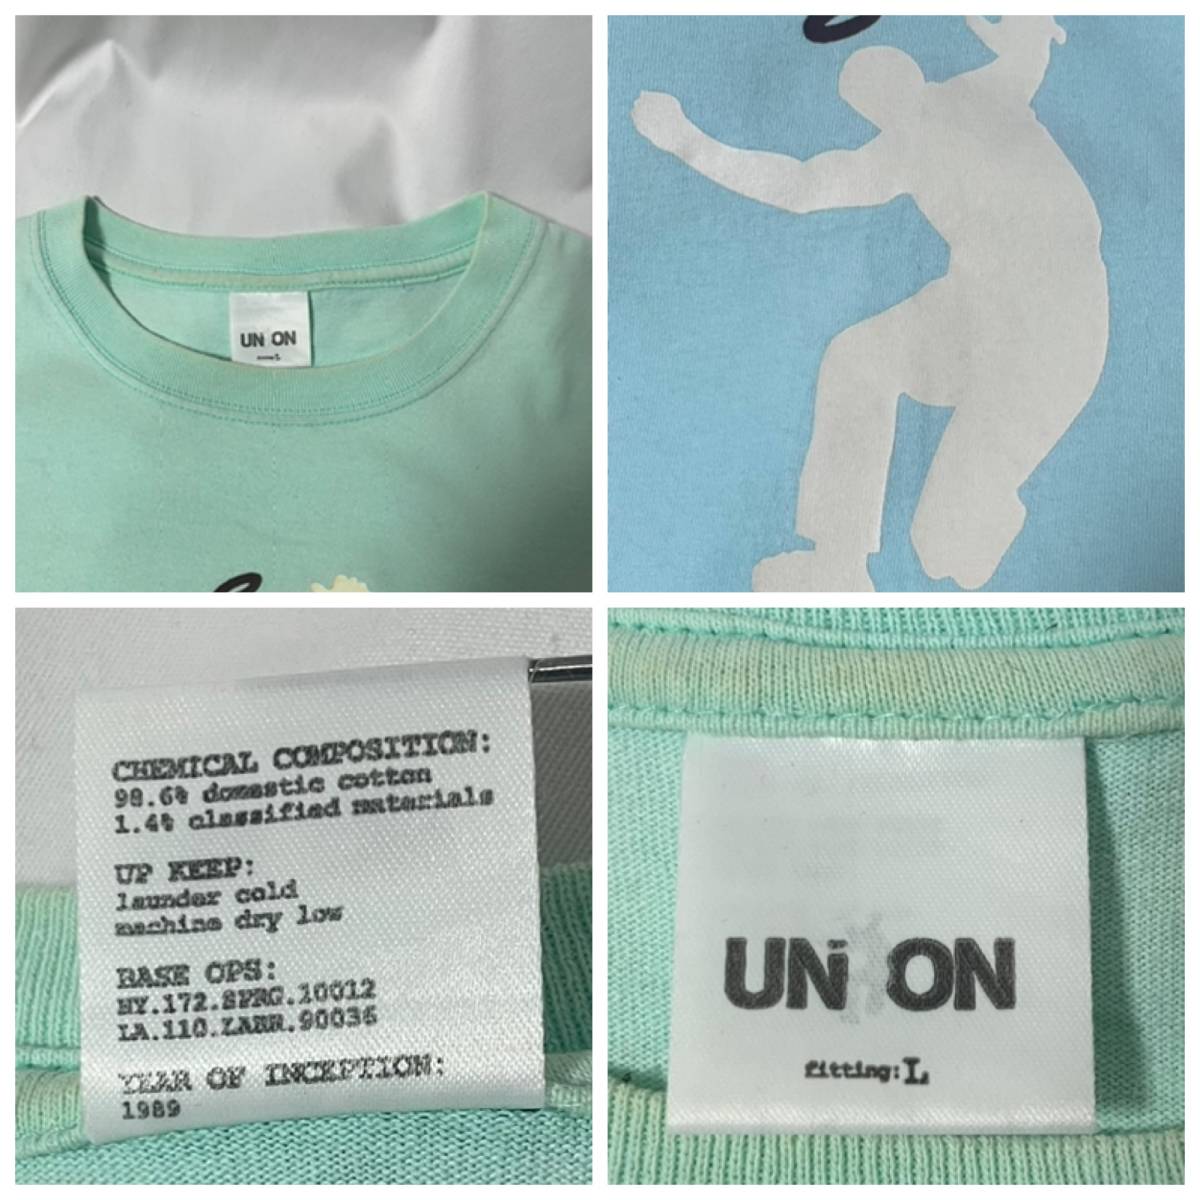 UN ON
CHEMICAL COMPOSITION:
98.6% domestic cotton
1.4% classified materials
UP KEEP:
launder cold
machine dry low
BASE OPS:
NY.172.SPRG.10012
LA.110.LABR.90036
YEAR OF INCEPTION:
1989
UN ON
fitting:L